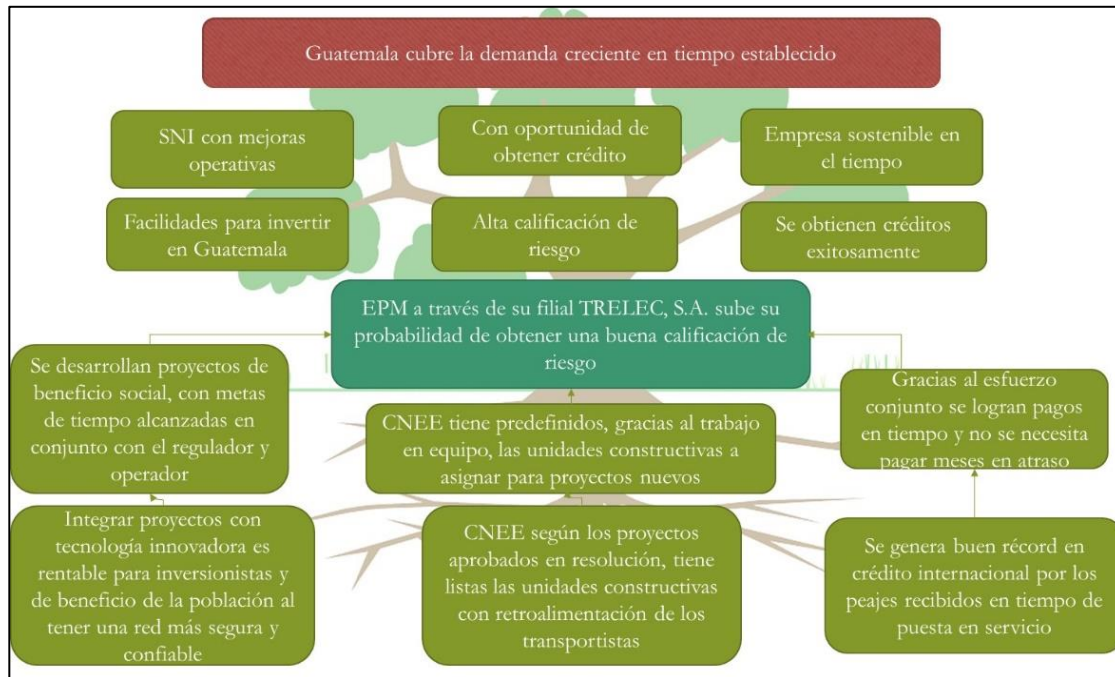 Guatemala cubre la demanda creciente en tiempo establecido
SNI con mejoras
operativas
Con oportunidad de
obtener crédito
Empresa sostenible en
el tiempo
Facilidades para invertir
en Guatemala
Alta calificación de
riesgo
Se obtienen créditos
exitosamente
EPM a través de su filial TRELEC, S.A. sube su
probabilidad de obtener una buena calificación de
riesgo
Se desarrollan proyectos de
beneficio social, con metas
de tiempo alcanzadas en
conjunto con el regulador y
operador
CNEE tiene predefinidos, gracias al trabajo
en equipo, las unidades constructivas a
asignar para proyectos nuevos
Gracias al esfuerzo
conjunto se logran pagos
en tiempo y no se necesita
pagar meses en atraso
Integrar proyectos con
tecnología innovadora es
rentable para inversionistas y
de beneficio de la población al
tener una red más segura y
confiable
CNEE según los proyectos
aprobados en resolución, tiene
listas las unidades constructivas
con retroalimentación de los
transportistas
Se genera buen récord en
crédito internacional por los
peajes recibidos en tiempo de
puesta en servicio